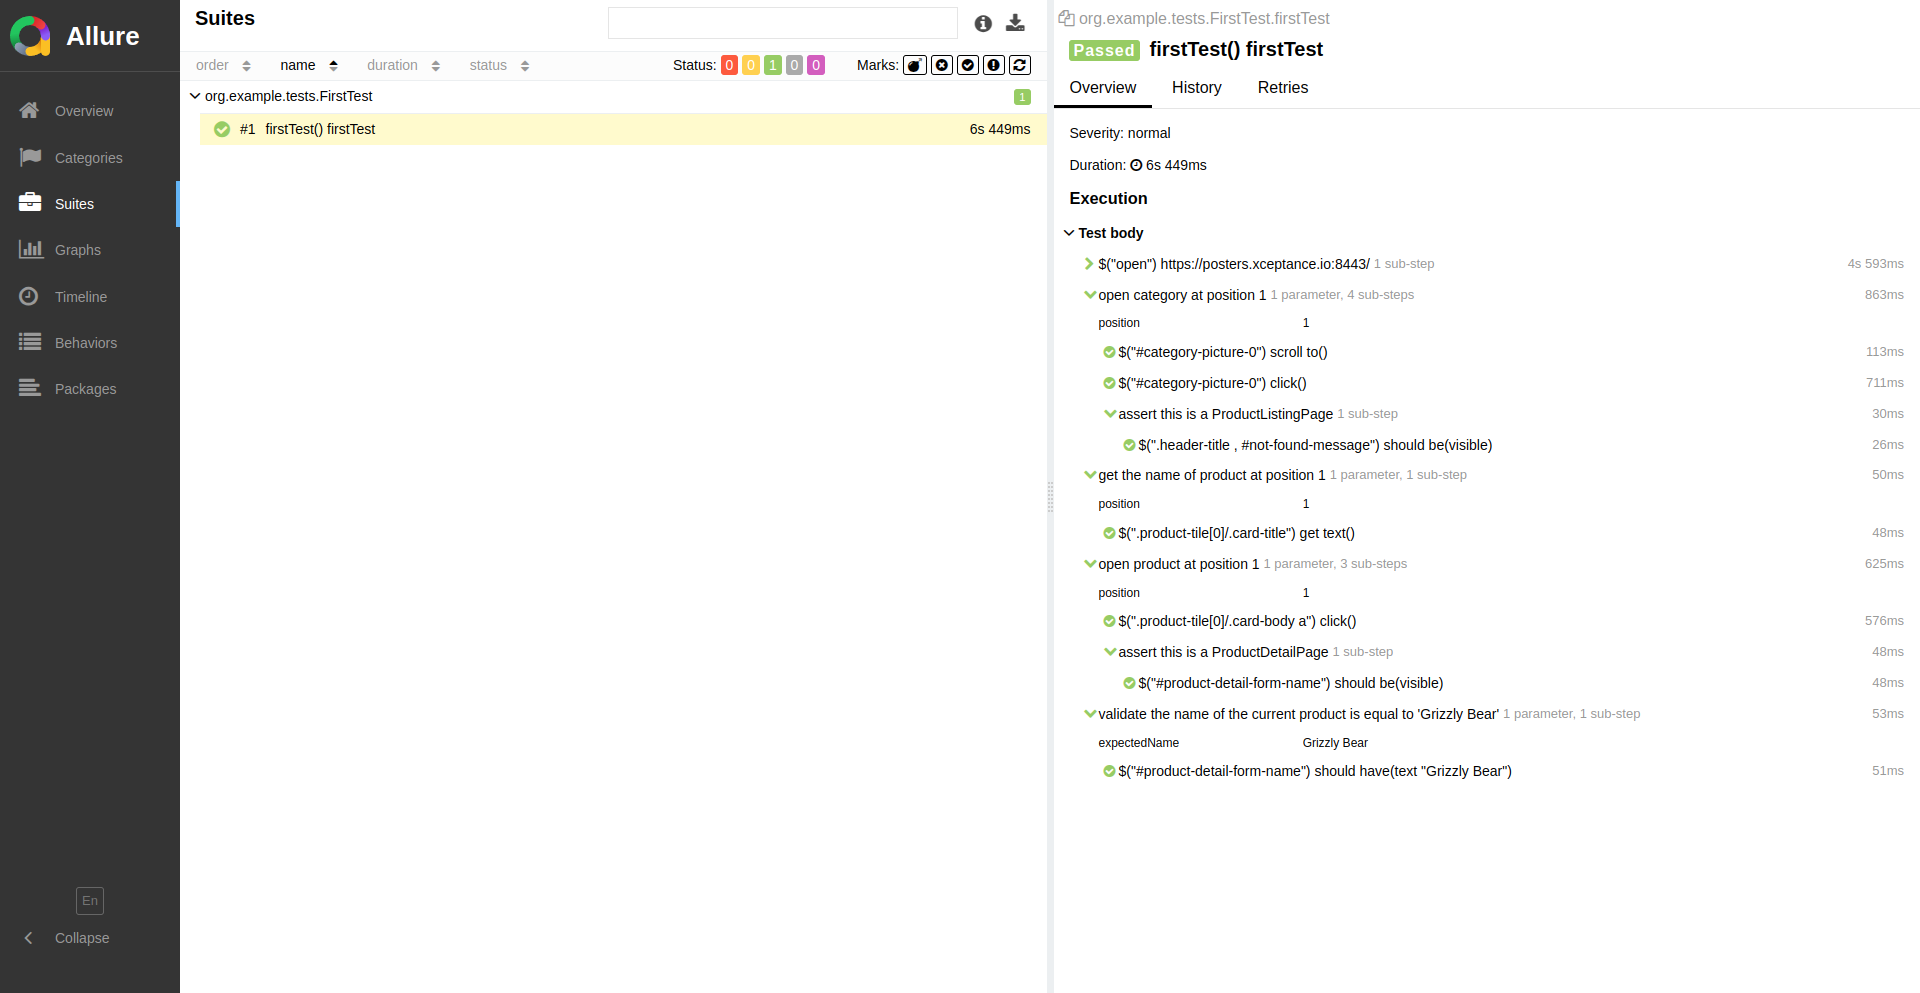 Allure
Overview
Categories
Suites
Graphs
Timeline
Behaviors
Packages
En
Collapse
Suites
order name duration status Status: 0 0 1 0 0 Marks:
org.example.tests.FirstTest 1
#1 firstTest() firstTest 6s 449ms
org.example.tests.FirstTest.firstTest
Passed firstTest() firstTest
Overview History Retries
Severity: normal
Duration: 6s 449ms
Execution
Test body
$("open") https://posters.xceptance.io:8443/ 1 sub-step 4s 593ms
open category at position 1 1 parameter, 4 sub-steps 863ms
position 1
$("#category-picture-0") scroll to() 113ms
$("#category-picture-0") click() 711ms
assert this is a ProductListingPage 1 sub-step 30ms
$(".header-title , #not-found-message") should be(visible) 26ms
get the name of product at position 1 1 parameter, 1 sub-step 50ms
position 1
$(".product-tile[0]/.card-title") get text() 48ms
open product at position 1 1 parameter, 3 sub-steps 625ms
position 1
$(".product-tile[0]/.card-body a") click() 576ms
assert this is a ProductDetailPage 1 sub-step 48ms
$("#product-detail-form-name") should be(visible) 48ms
validate the name of the current product is equal to 'Grizzly Bear' 1 parameter, 1 sub-step 53ms
expectedName Grizzly Bear
$("#product-detail-form-name") should have(text "Grizzly Bear") 51ms